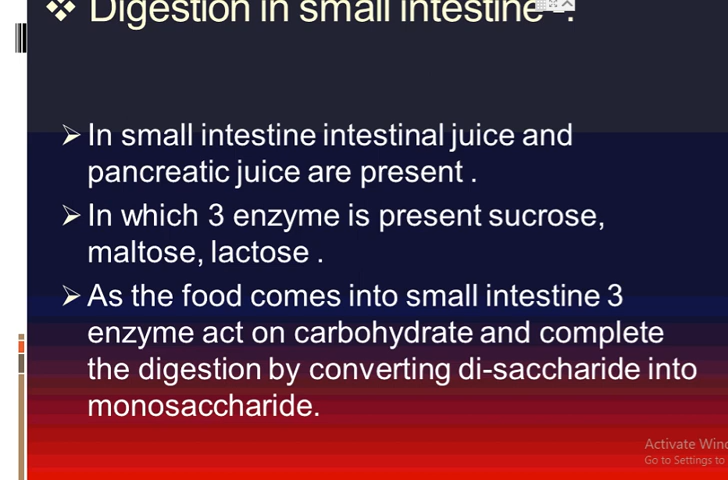 ❖ Digestion in small intestine :
➢ In small intestine intestinal juice and
pancreatic juice are present .
➢ In which 3 enzyme is present sucrose,
maltose, lactose .
➢ As the food comes into small intestine 3
enzyme act on carbohydrate and complete
the digestion by converting di-saccharide into
monosaccharide.
Activate Wind
Go to Settings to